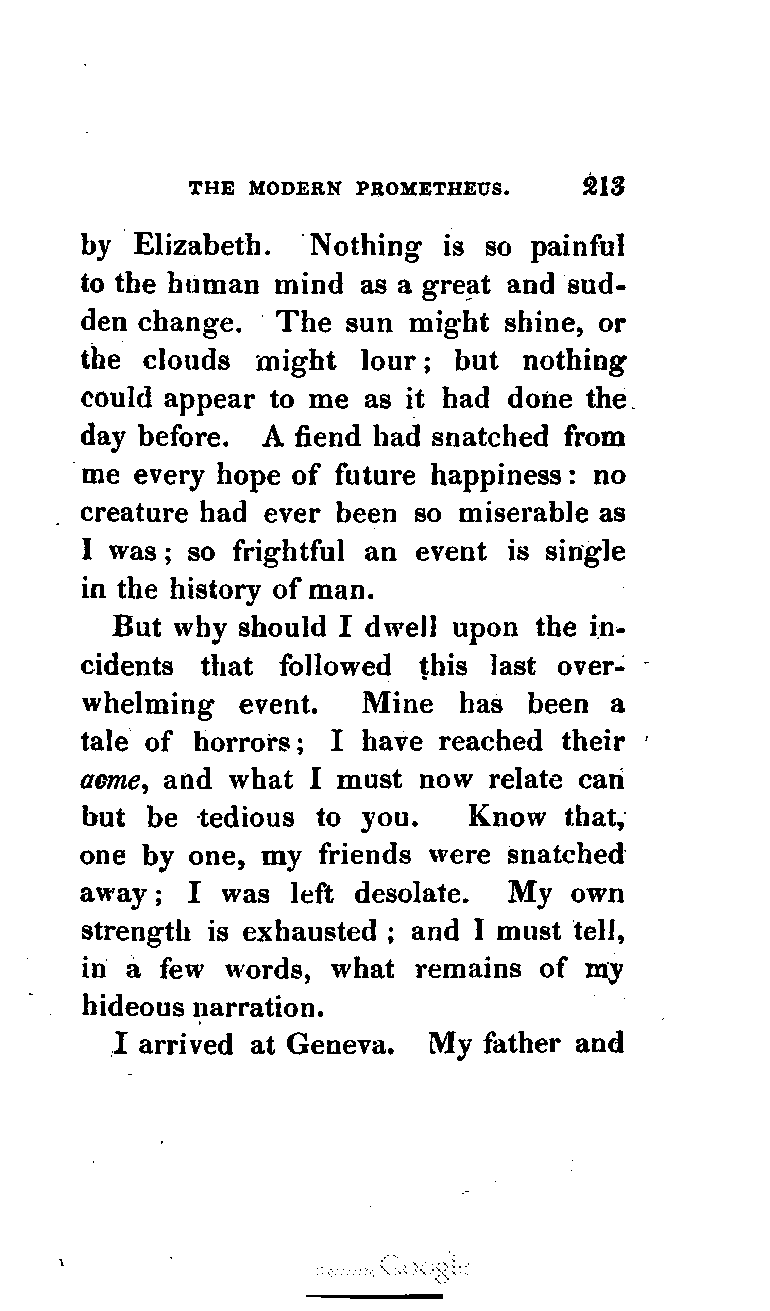 THE MODERN PROMETHEUS. 213
by Elizabeth. Nothing is so painful
to the human mind as a great and sud-
den change. The sun might shine, or
the clouds might lour; but nothing
could appear to me as it had done the
day before. A fiend had snatched from
me every hope of future happiness: no
creature had ever been so miserable as
I was; so frightful an event is single
in the history of man.
But why should I dwell upon the in-
cidents that followed this last over-
whelming event. Mine has been a
tale of horrors; I have reached their
acme, and what I must now relate can
but be tedious to you. Know that,
one by one, my friends were snatched
away; I was left desolate. My own
strength is exhausted; and I must tell,
in a few words, what remains of my
hideous narration.
I arrived at Geneva. My father and
Google